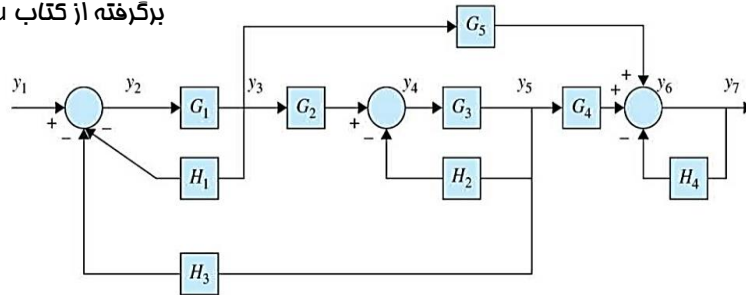 برگرفته از کتاب
G5
y1 y2 y3 y4 y5 y6 y7
G1 G2 G3 G4
+ − − + − + + −
H1 H2 H4
H3